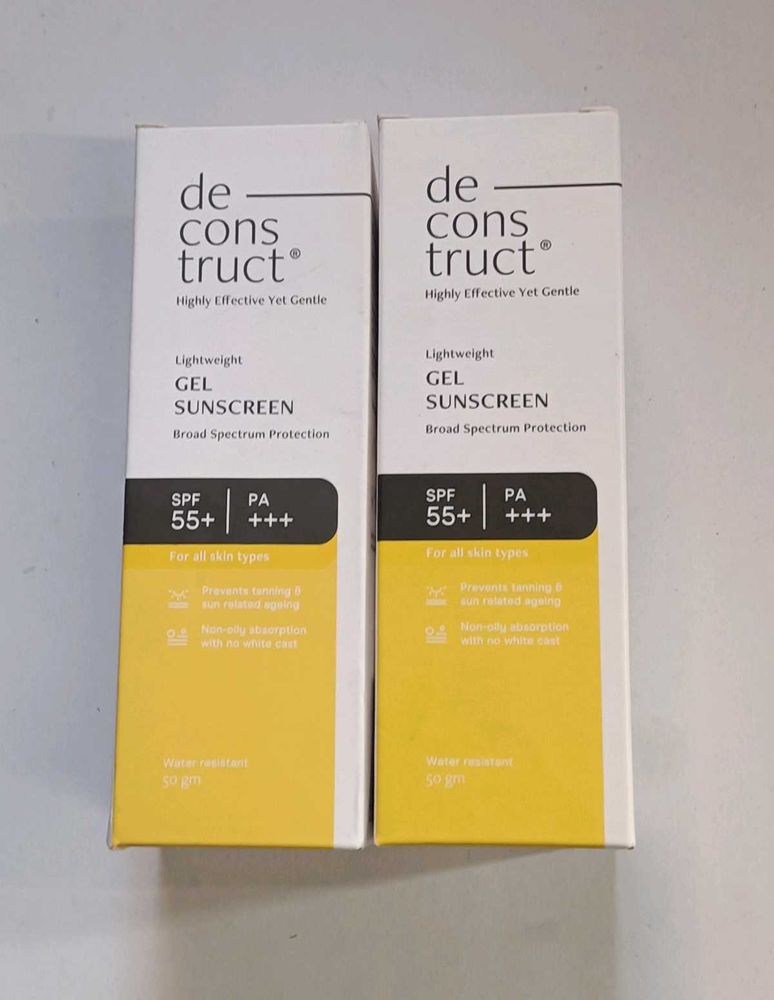 de
cons
truct®
Highly Effective Yet Gentle
Lightweight
GEL
SUNSCREEN
Broad Spectrum Protection
SPF
55+
PA
+++
For all skin types
Prevents tanning &
sun related ageing
Non-oily absorption
with no white cast
Water resistant
50 gm
de
cons
truct®
Highly Effective Yet Gentle
Lightweight
GEL
SUNSCREEN
Broad Spectrum Protection
SPF
55+
PA
+++
For all skin types
Prevents tanning &
sun related ageing
Non-oily absorption
with no white cast
Water resistant
50 gm